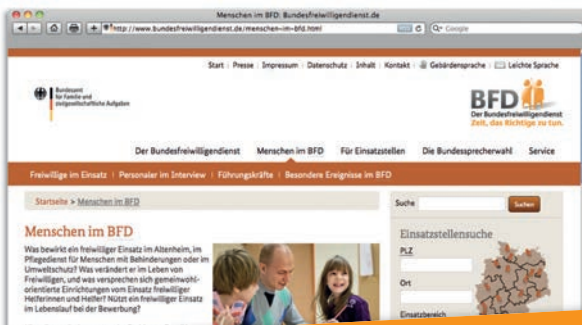 Menschen im BFD: Bundesfreiwilligendienst.de
http://www.bundesfreiwilligendienst.de/menschen-im-bfd.html
Google
Start | Presse | Impressum | Datenschutz | Inhalt | Kontakt | Gebärdensprache | Leichte Sprache
Bundesamt
für Familie und
zivilgesellschaftliche Aufgaben
BFD
Der Bundesfreiwilligendienst
Zeit, das Richtige zu tun.
Der Bundesfreiwilligendienst Menschen im BFD Für Einsatzstellen Die Bundessprecherwahl Service
Freiwillige im Einsatz | Personaler im Interview | Führungskräfte | Besondere Ereignisse im BFD
Startseite > Menschen im BFD
Menschen im BFD
Was bewirkt ein freiwilliger Einsatz im Altenheim, im
Pflegedienst für Menschen mit Behinderungen oder im
Umweltschutz? Was verändert er im Leben von
Freiwilligen, und was versprechen sich gemeinwohl-
orientierte Einrichtungen vom Einsatz freiwilliger
Helferinnen und Helfer? Nützt ein freiwilliger Einsatz
im Lebenslauf bei der Bewerbung?
Suche Suchen
Einsatzstellensuche
PLZ
Ort
Einsatzbereich